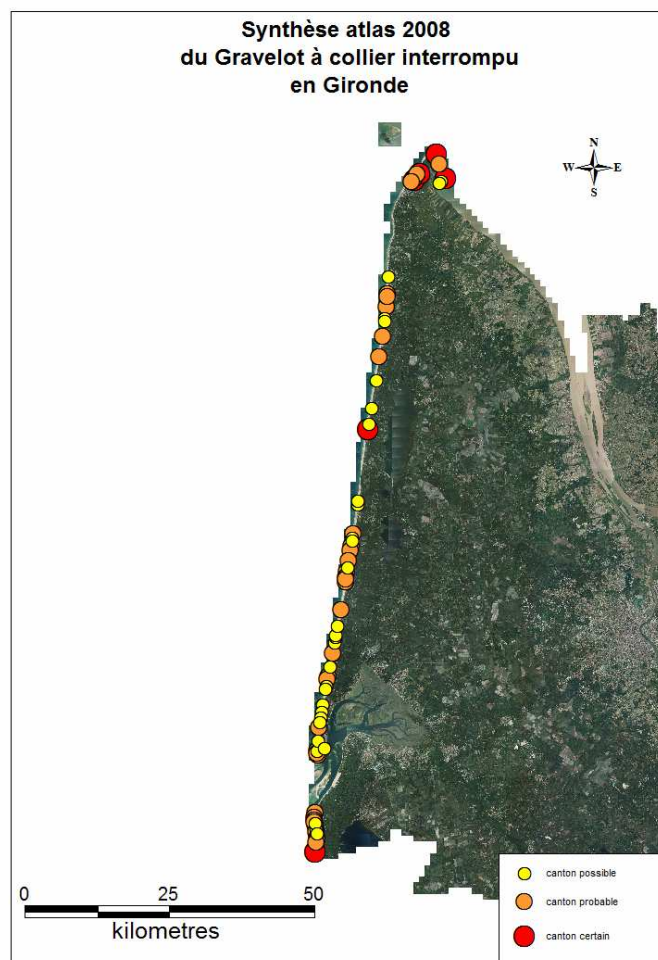 Synthèse atlas 2008
du Gravelot à collier interrompu
en Gironde
N
W E
S
canton possible
canton probable
canton certain
0 25 50
kilometres